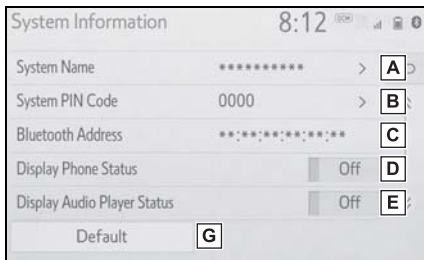 System Information 8:12 DCM
System Name ********** > A
System PIN Code 0000 > B
Bluetooth Address **:**:**:**:**:** C
Display Phone Status Off D
Display Audio Player Status Off E
Default G